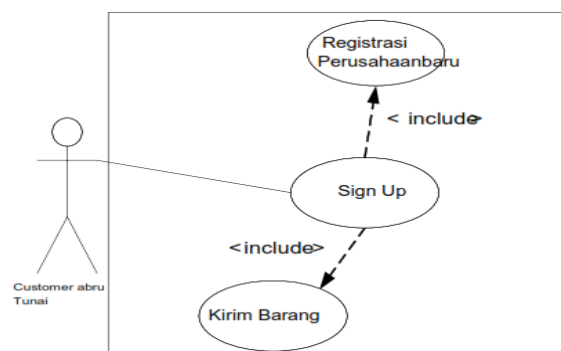 Registrasi
Perusahaanbaru
< include>
Sign Up
<include>
Kirim Barang
Customer abru
Tunai